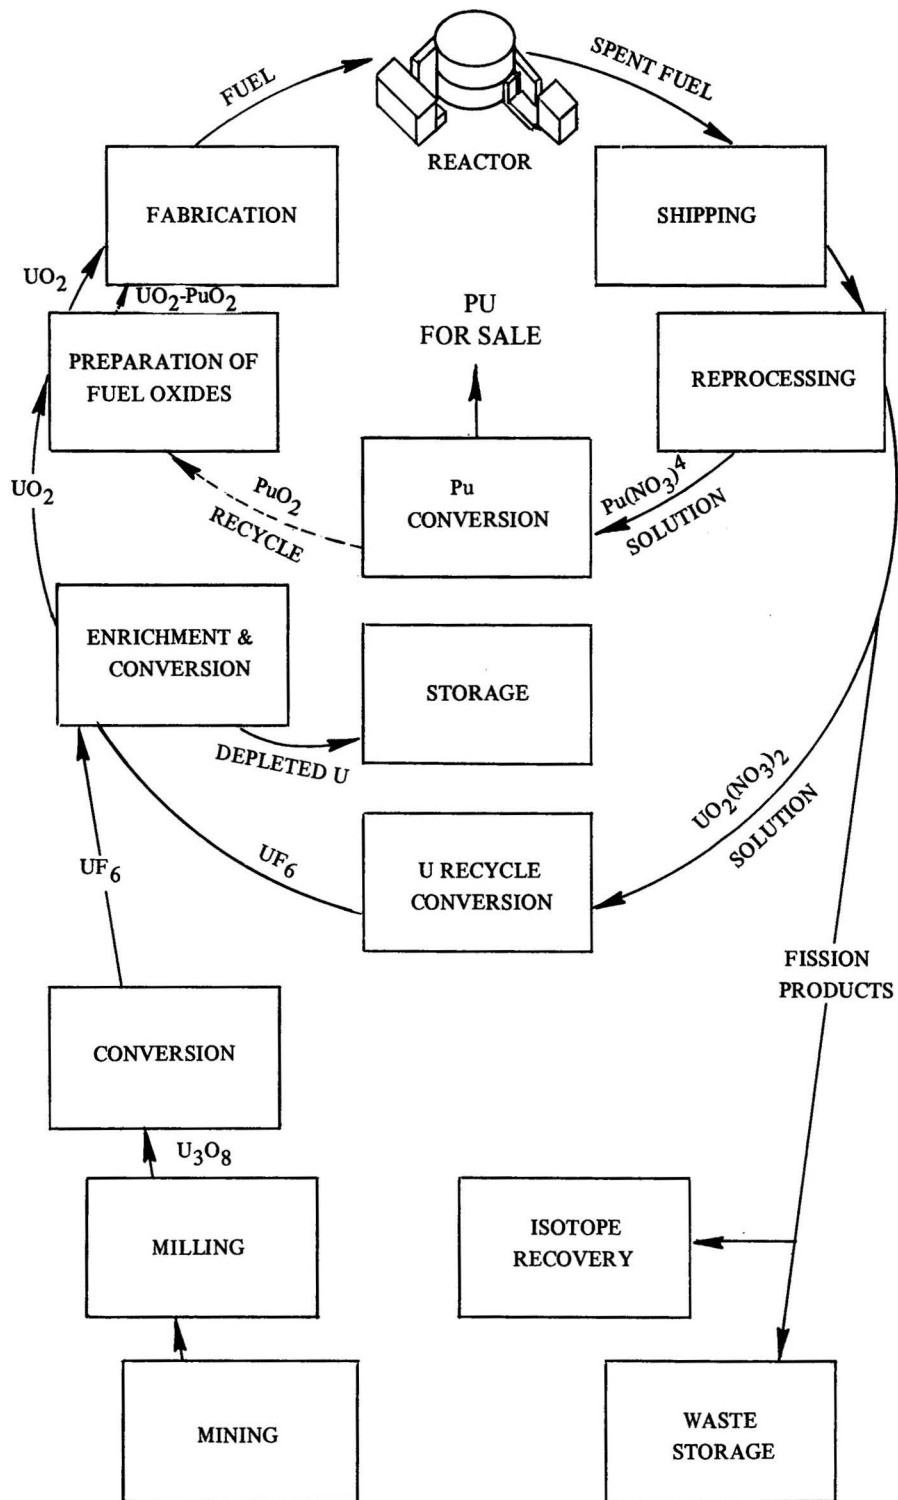 FUEL
SPENT FUEL
REACTOR
FABRICATION
SHIPPING
UO₂
UO₂-PuO₂
PU
FOR SALE
PREPARATION OF
FUEL OXIDES
REPROCESSING
UO₂
PuO₂
RECYCLE
Pu
CONVERSION
Pu(NO₃)⁴
SOLUTION
ENRICHMENT &
CONVERSION
STORAGE
DEPLETED U
UO₂(NO₃)₂
SOLUTION
UF₆
UF₆
U RECYCLE
CONVERSION
FISSION
PRODUCTS
CONVERSION
U₃O₈
MILLING
ISOTOPE
RECOVERY
MINING
WASTE
STORAGE